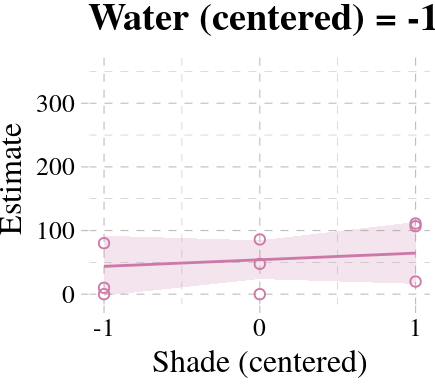 Water (centered) = -1
Estimate
300
200
100
0
-1 0 1
Shade (centered)